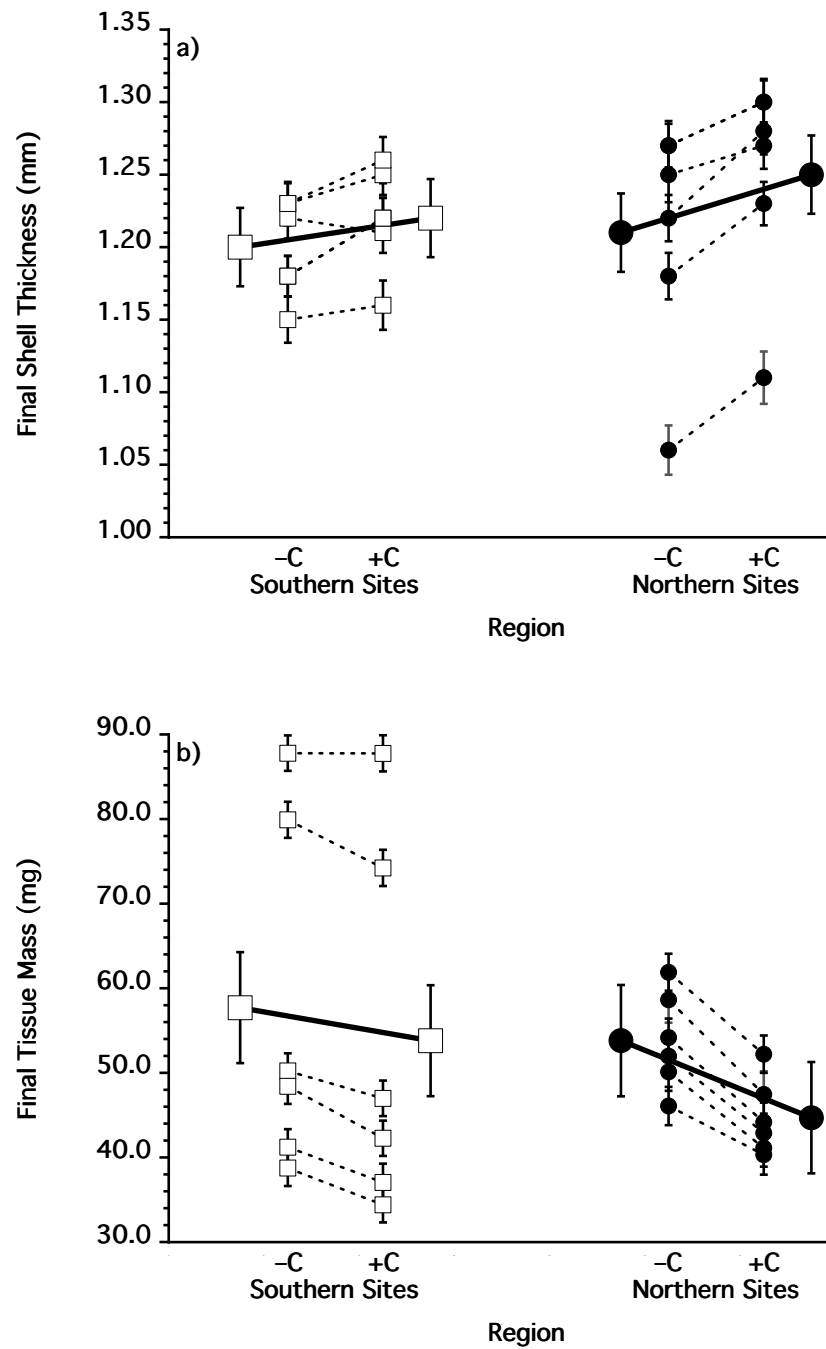 a)
Final Shell Thickness (mm)
1.35
1.30
1.25
1.20
1.15
1.10
1.05
1.00
–C +C –C +C
Southern Sites Northern Sites
Region
b)
Final Tissue Mass (mg)
90.0
80.0
70.0
60.0
50.0
40.0
30.0
–C +C –C +C
Southern Sites Northern Sites
Region